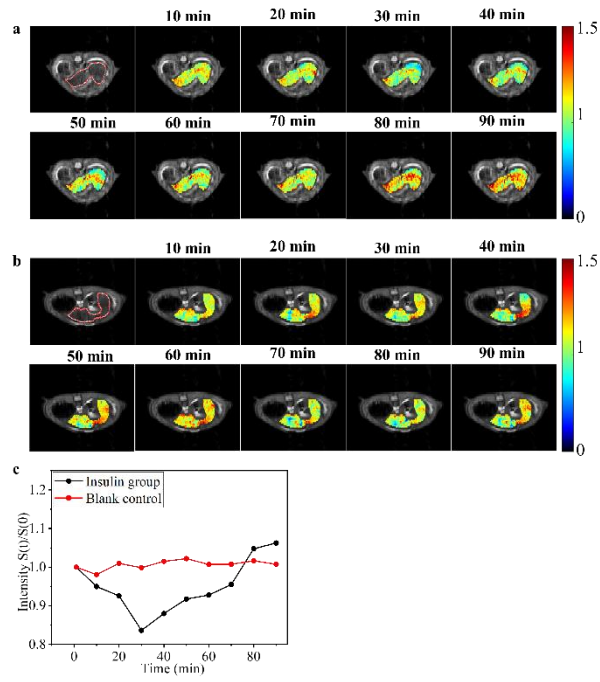 10 min 20 min 30 min 40 min
a
1.5
1
0
50 min 60 min 70 min 80 min 90 min
b
10 min 20 min 30 min 40 min
1.5
1
0
50 min 60 min 70 min 80 min 90 min
c
Insulin group
Blank control
Intensity S(t)/S(0)
1.2
1.1
1.0
0.9
0.8
0 20 40 60 80
Time (min)